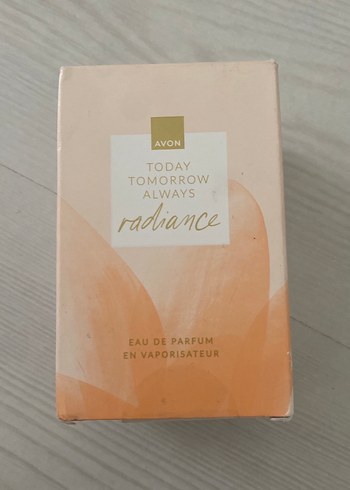 AVON
TODAY
TOMORROW
ALWAYS
radiance
EAU DE PARFUM
EN VAPORISATEUR